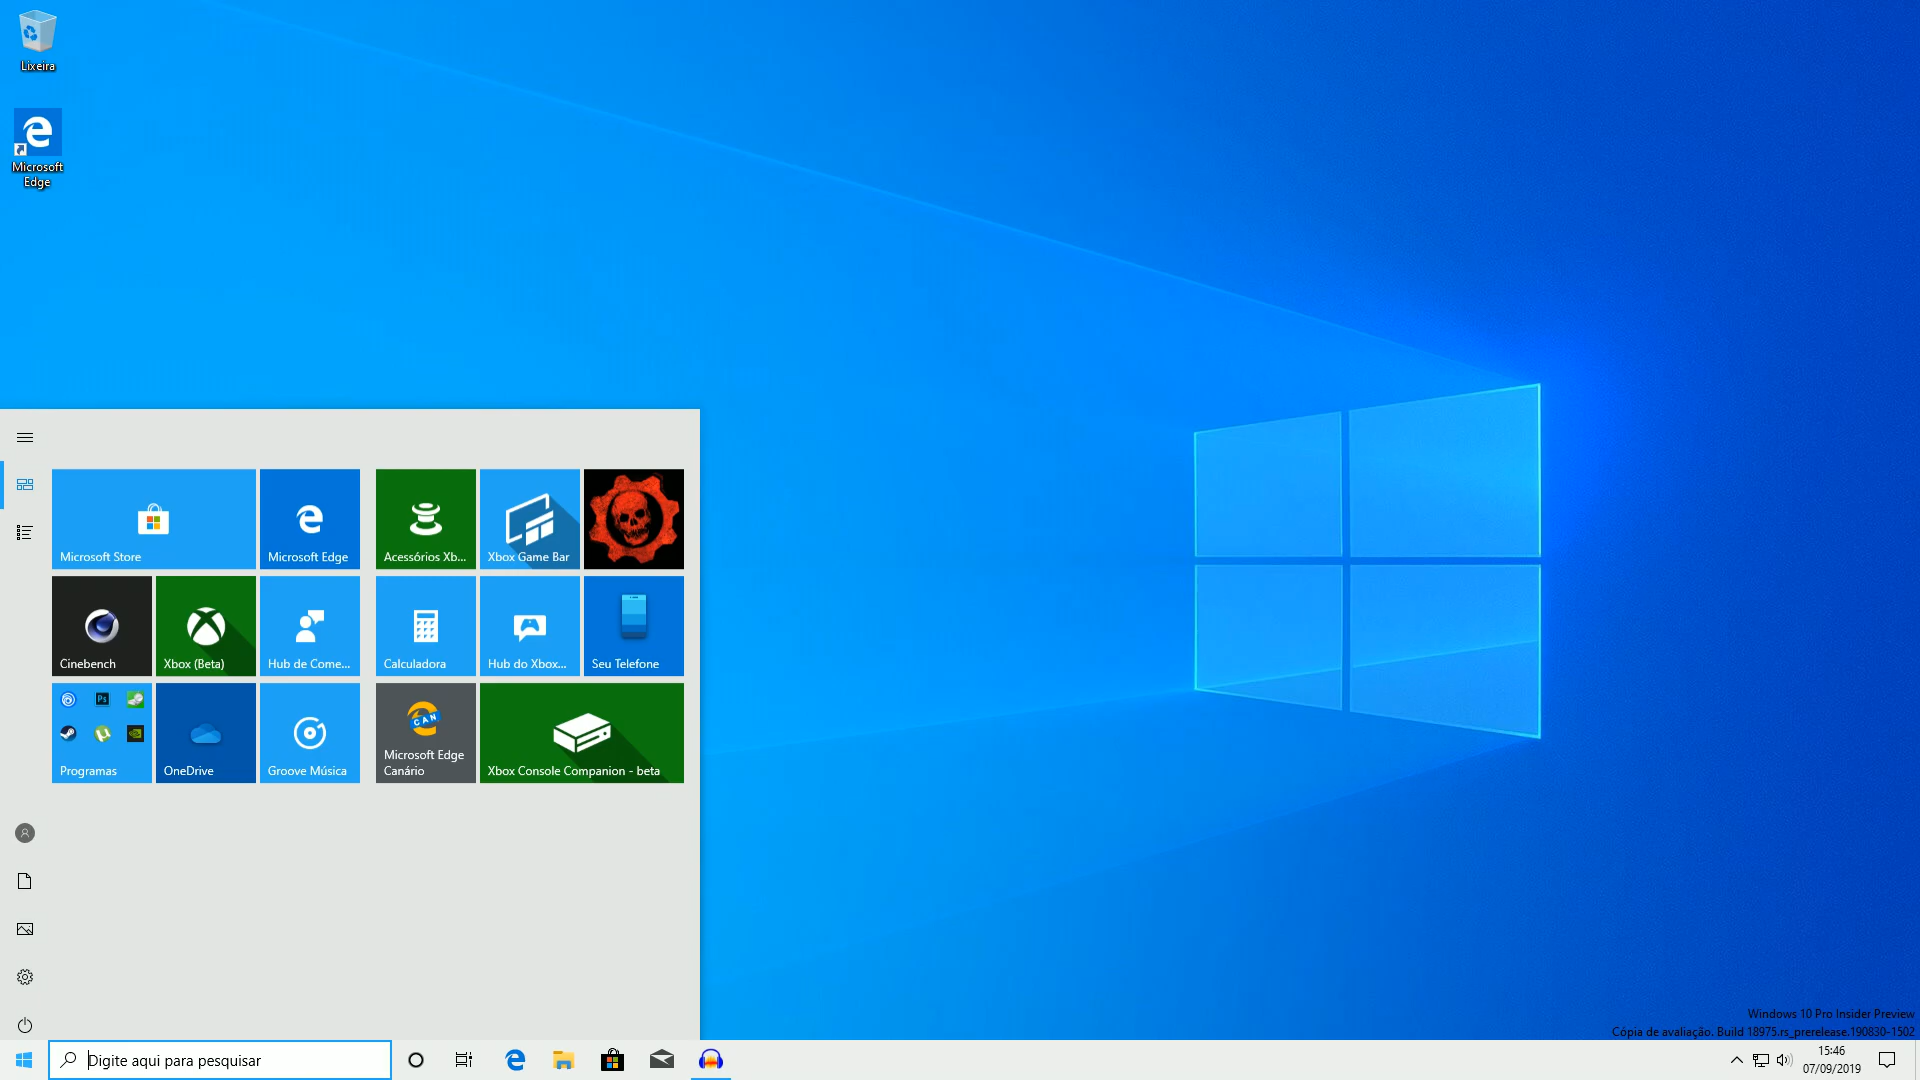 Lixeira
Microsoft
Edge
Microsoft Store
Microsoft Edge
Acessórios Xb...
Xbox Game Bar
Cinebench
Xbox (Beta)
Hub de Come...
Calculadora
Hub do Xbox...
Seu Telefone
Ps
CAN
Programas
OneDrive
Groove Música
Microsoft Edge
Canário
Xbox Console Companion - beta
Windows 10 Pro Insider Preview
Cópia de avaliação. Build 18975.rs_prerelease.190830-1502
Digite aqui para pesquisar
15:46
07/09/2019